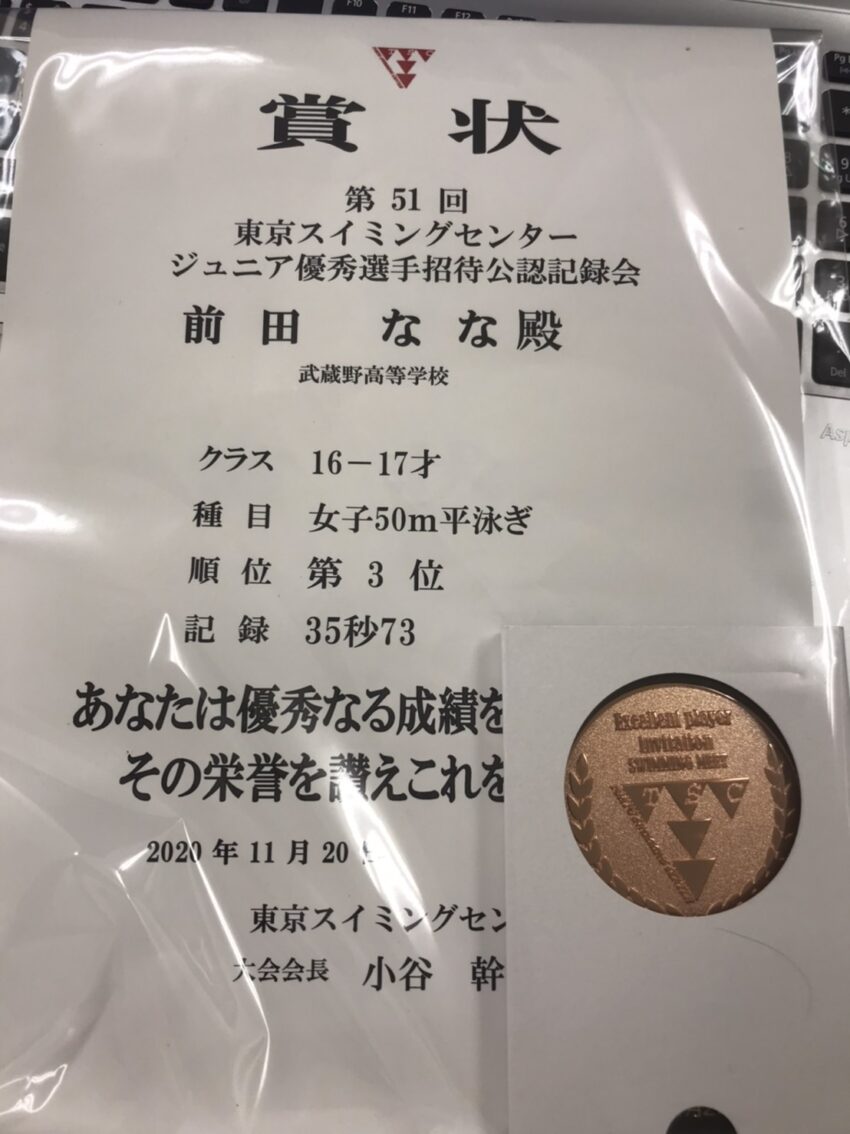 TSC
賞 状
第 51 回
東京スイミングセンター
ジュニア優秀選手招待公認記録会
前 田 な な 殿
武蔵野高等学校
クラス 16-17才
種 目 女子50m平泳ぎ
順 位 第 3 位
記 録 35秒73
あなたは優秀なる成績を
その栄誉を讃えこれを
2020 年 11 月 20
東京スイミングセン
大会会長 小谷 幹
Excellent player
Invitation
SWIMMING MEET
TSC
F10
F11
F12
Del